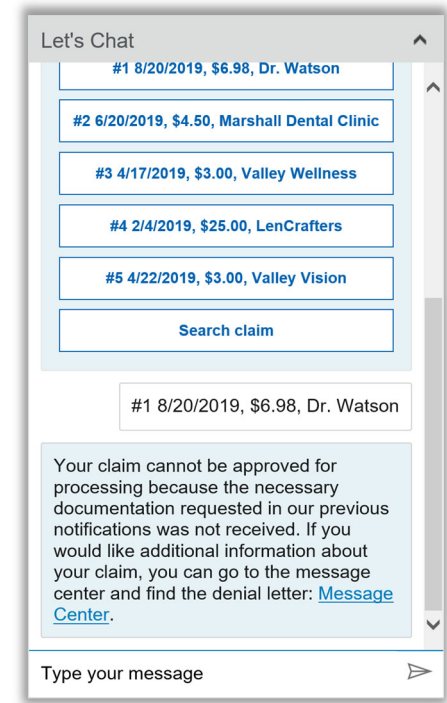 Let's Chat
#1 8/20/2019, $6.98, Dr. Watson
#2 6/20/2019, $4.50, Marshall Dental Clinic
#3 4/17/2019, $3.00, Valley Wellness
#4 2/4/2019, $25.00, LenCrafters
#5 4/22/2019, $3.00, Valley Vision
Search claim
#1 8/20/2019, $6.98, Dr. Watson
Your claim cannot be approved for
processing because the necessary
documentation requested in our previous
notifications was not received. If you
would like additional information about
your claim, you can go to the message
center and find the denial letter: Message
Center.
Type your message